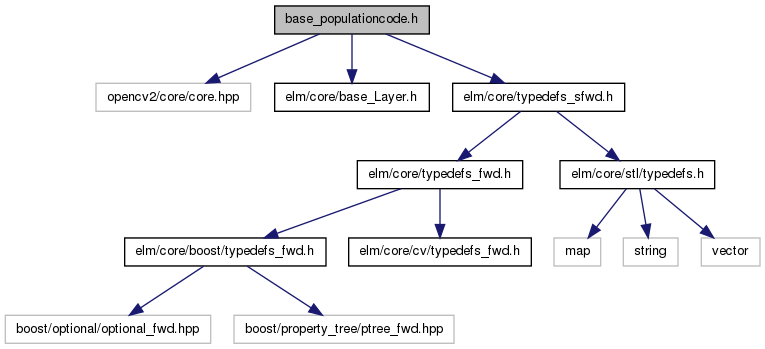 base_populationcode.h
opencv2/core/core.hpp
elm/core/base_Layer.h
elm/core/typedefs_sfwd.h
elm/core/typedefs_fwd.h
elm/core/stl/typedefs.h
elm/core/boost/typedefs_fwd.h
elm/core/cv/typedefs_fwd.h
map
string
vector
boost/optional/optional_fwd.hpp
boost/property_tree/ptree_fwd.hpp